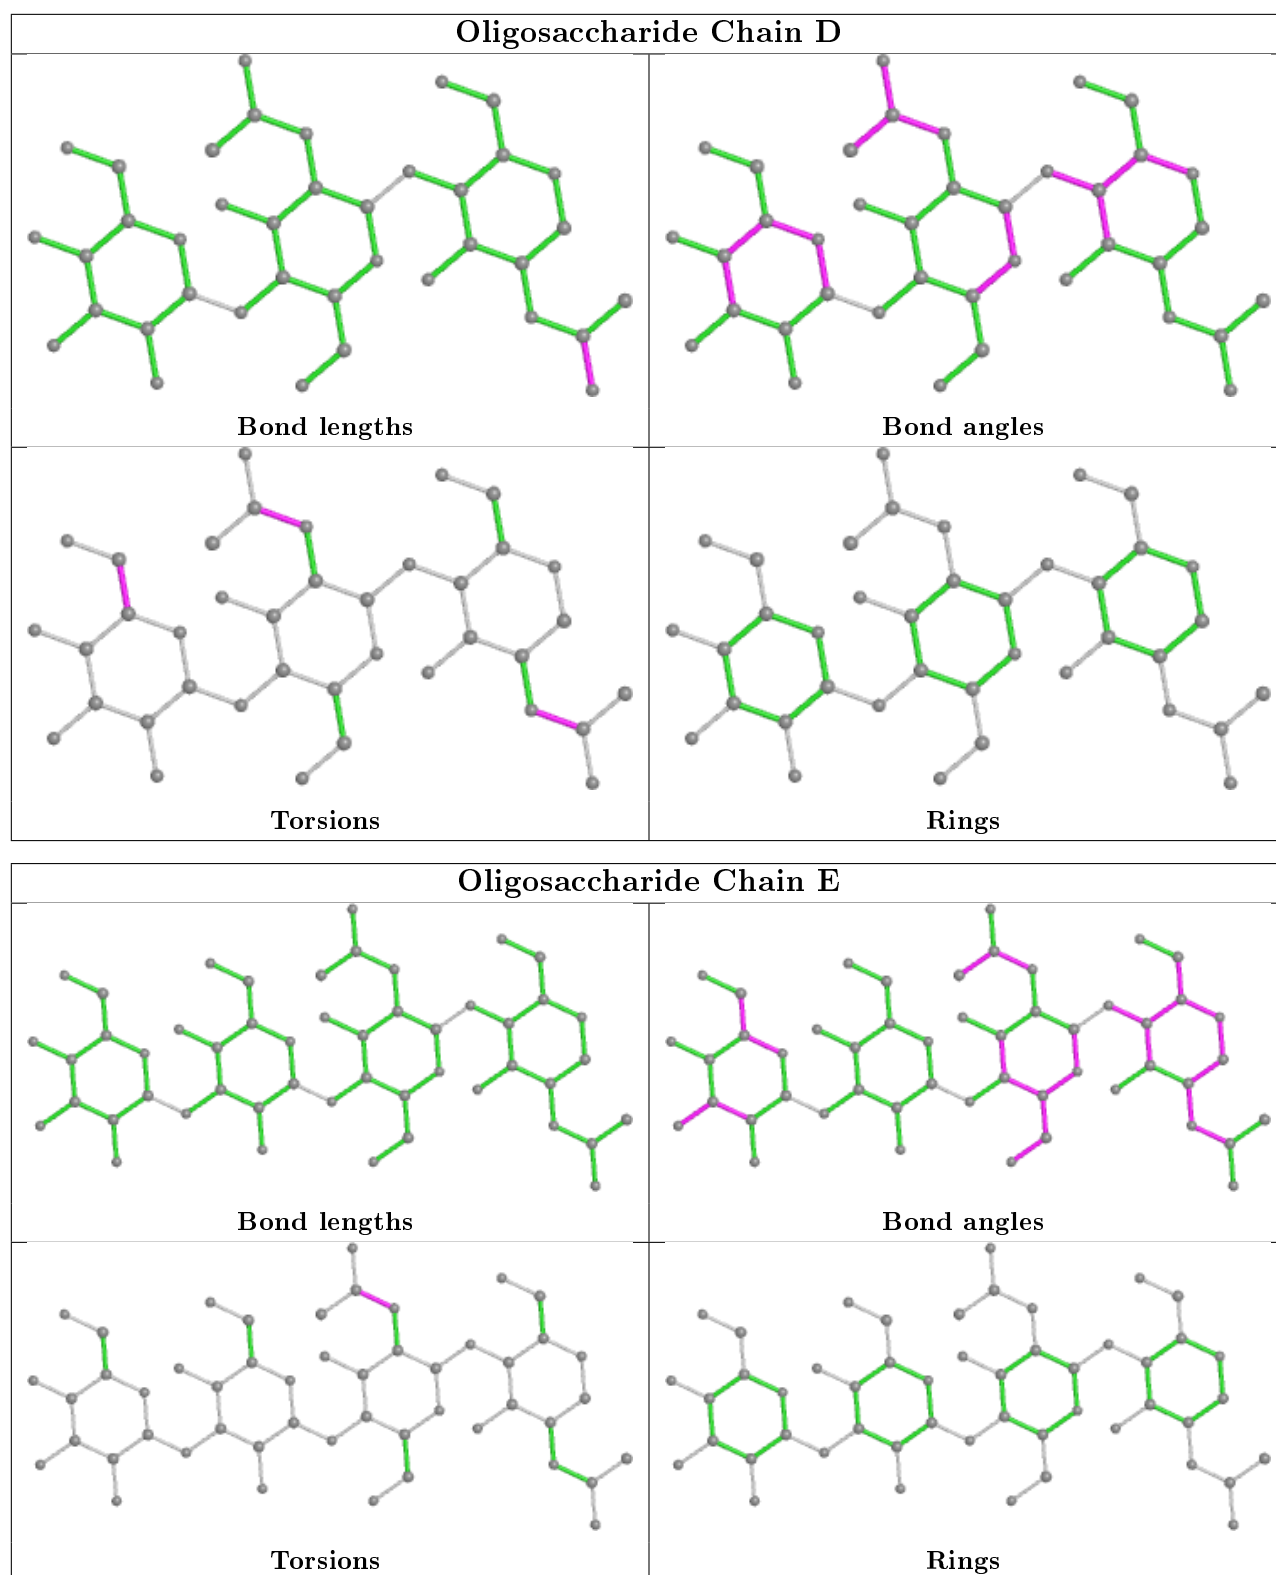 Oligosaccharide Chain D
Bond lengths
Bond angles
Torsions
Rings
Oligosaccharide Chain E
Bond lengths
Bond angles
Torsions
Rings